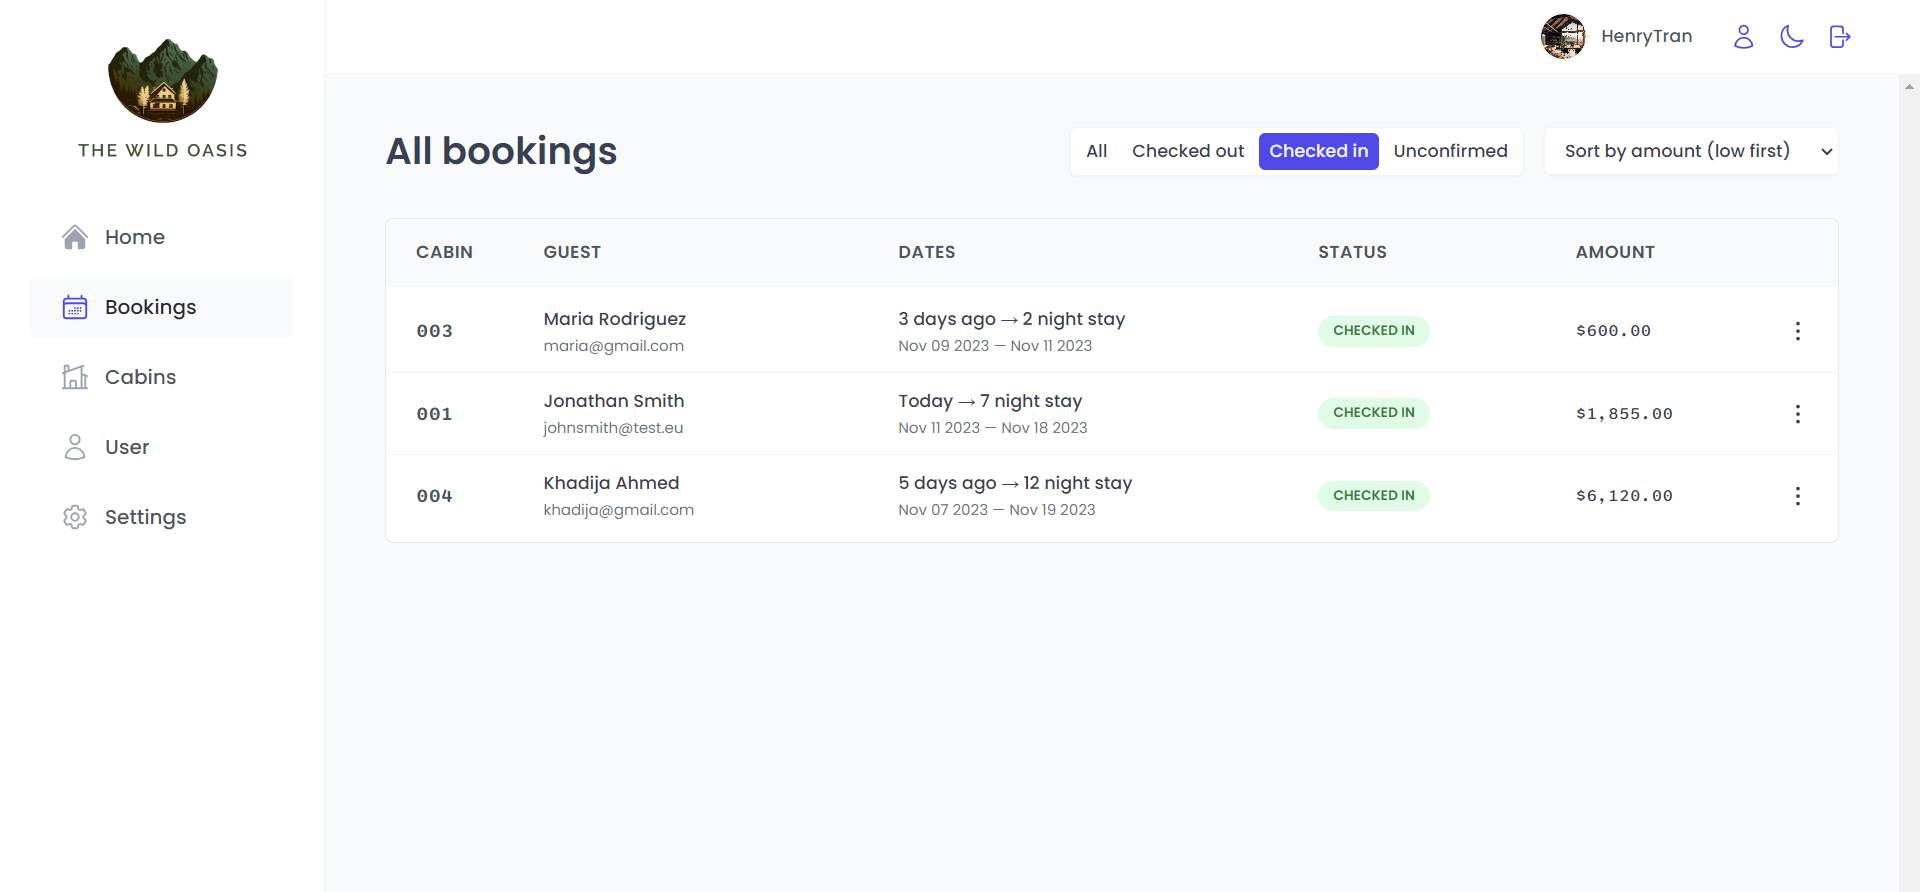 THE WILD OASIS
Home
Bookings
Cabins
User
Settings
HenryTran
All bookings
All Checked out Checked in Unconfirmed
Sort by amount (low first)
CABIN GUEST DATES STATUS AMOUNT
003 Maria Rodriguez 3 days ago → 2 night stay CHECKED IN $600.00
maria@gmail.com Nov 09 2023 — Nov 11 2023
001 Jonathan Smith Today → 7 night stay CHECKED IN $1,855.00
johnsmith@test.eu Nov 11 2023 — Nov 18 2023
004 Khadija Ahmed 5 days ago → 12 night stay CHECKED IN $6,120.00
khadija@gmail.com Nov 07 2023 — Nov 19 2023